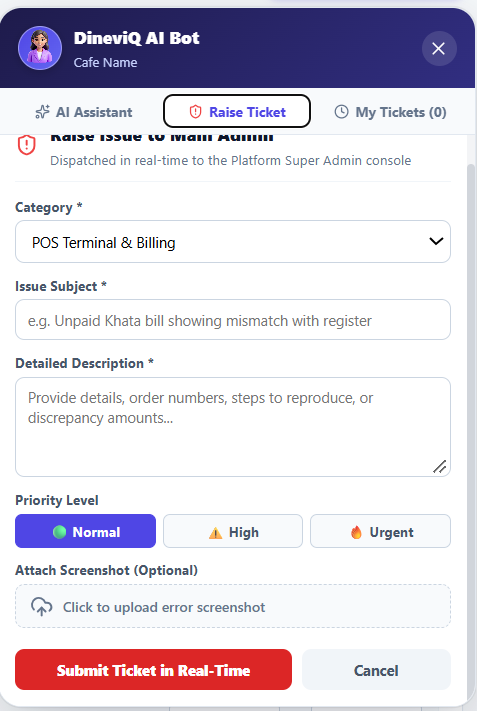 DineviQ AI Bot
Cafe Name
AI Assistant
Raise Ticket
My Tickets (0)
Raise Issue to Main Admin
Dispatched in real-time to the Platform Super Admin console
Category *
POS Terminal & Billing
Issue Subject *
e.g. Unpaid Khata bill showing mismatch with register
Detailed Description *
Provide details, order numbers, steps to reproduce, or
discrepancy amounts...
Priority Level
Normal
High
Urgent
Attach Screenshot (Optional)
Click to upload error screenshot
Submit Ticket in Real-Time
Cancel